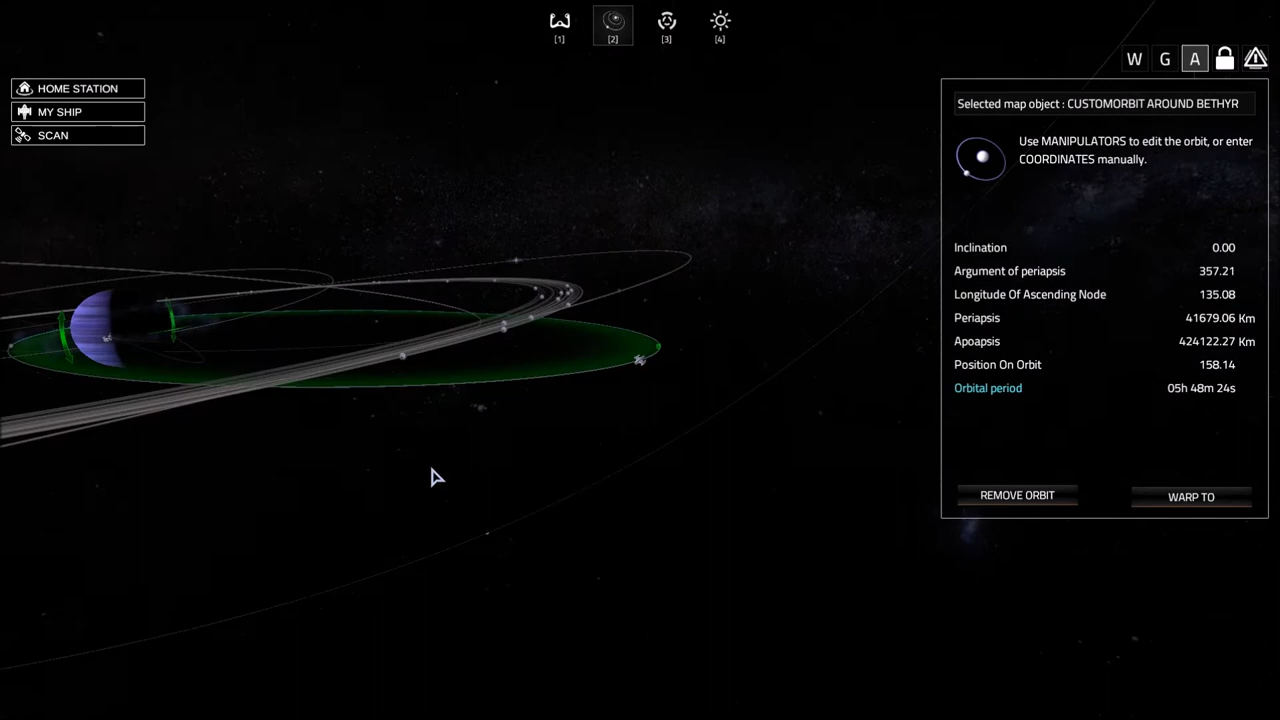 [1] [2] [3] [4]
W G A
HOME STATION
MY SHIP
SCAN
Selected map object : CUSTOMORBIT AROUND BETHYR
Use MANIPULATORS to edit the orbit, or enter
COORDINATES manually.
Inclination 0.00
Argument of periapsis 357.21
Longitude Of Ascending Node 135.08
Periapsis 41679.06 Km
Apoapsis 424122.27 Km
Position On Orbit 158.14
Orbital period 05h 48m 24s
REMOVE ORBIT WARP TO